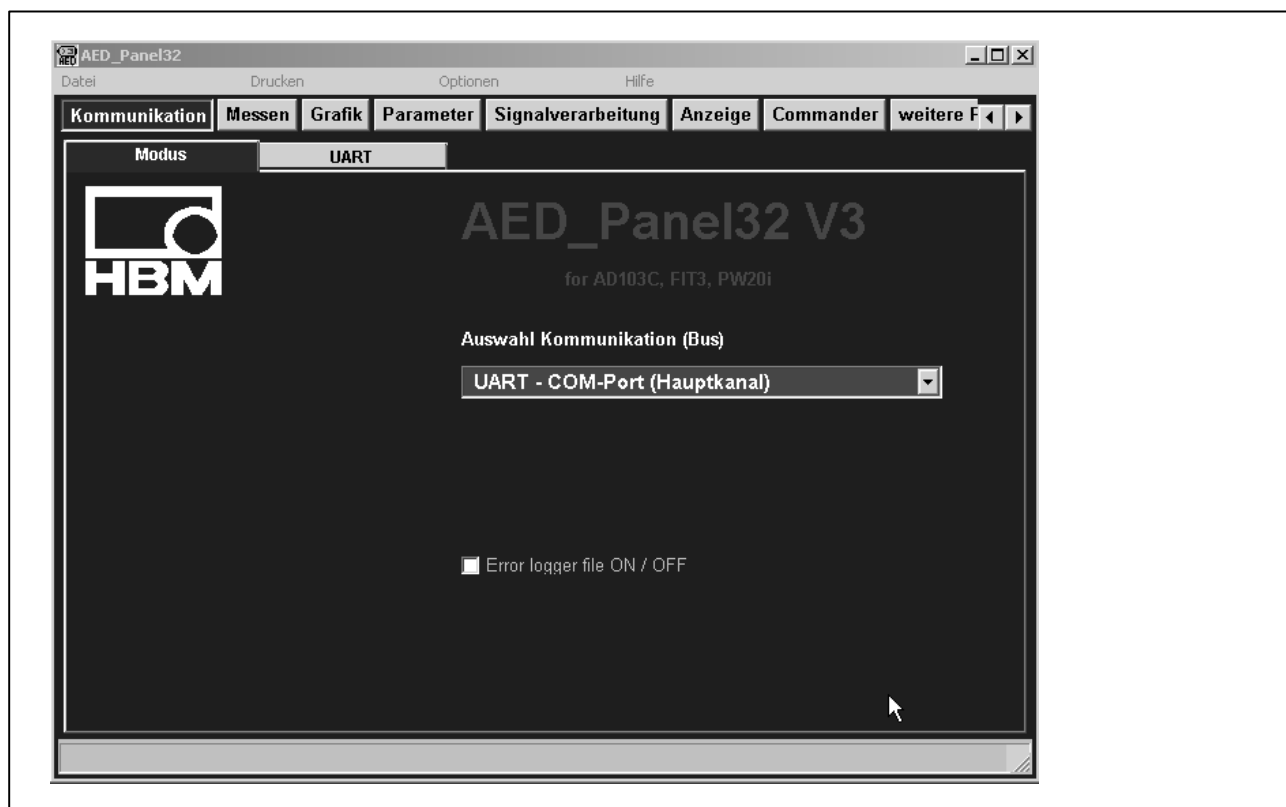 AED_Panel32
Datei Drucken Optionen Hilfe
Kommunikation Messen Grafik Parameter Signalverarbeitung Anzeige Commander weitere
Modus UART
HBM
AED_Panel32 V3
for AD103C, FIT3, PW20i
Auswahl Kommunikation (Bus)
UART - COM-Port (Hauptkanal)
Error logger file ON / OFF